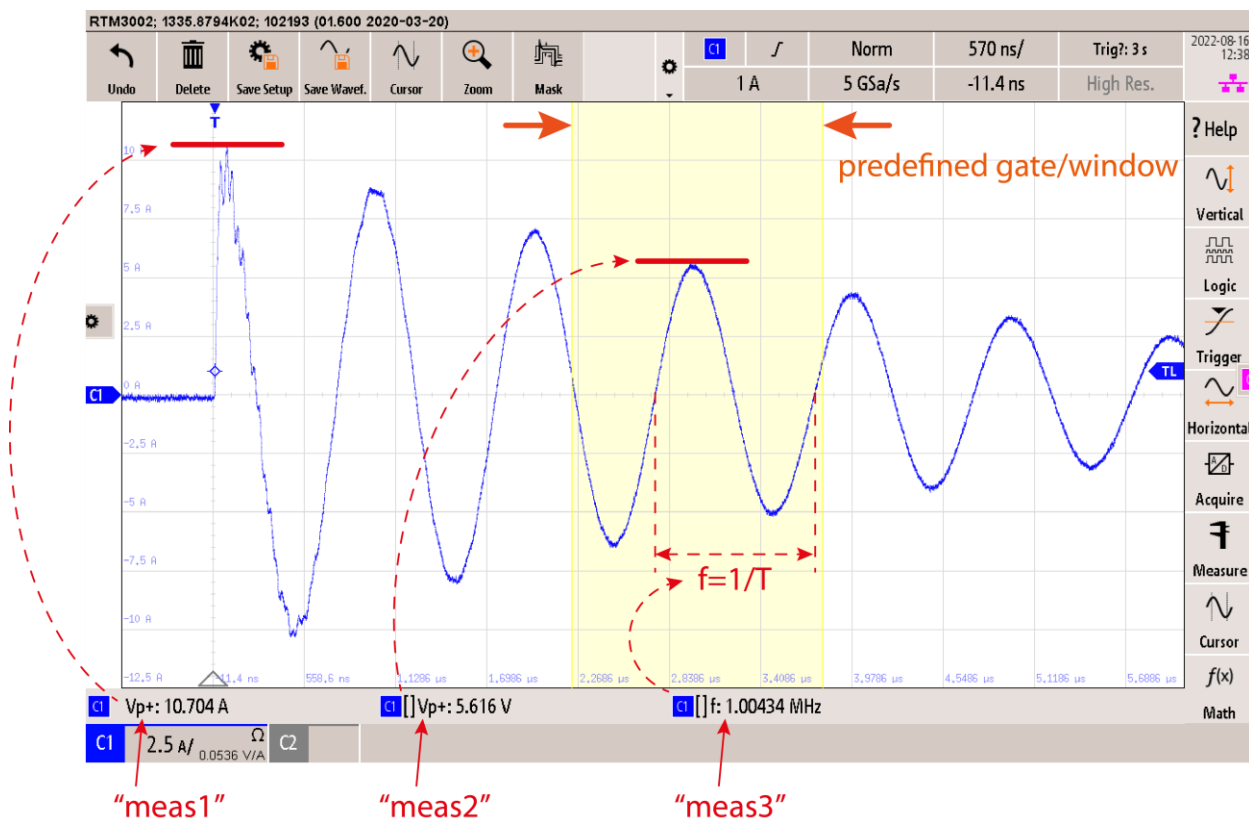 RTM3002; 1335.8794K02; 102193 (01.600 2020-03-20)
Undo Delete Save Setup Save Wavef. Cursor Zoom Mask
C1 Norm 570 ns/ Trig?: 3 s
1 A 5 GSa/s -11.4 ns High Res.
2022-08-16
12:38
T
predefined gate/window
? Help
Vertical
Logic
Trigger
Horizontal
Acquire
Measure
Cursor
f(x)
Math
7.5 A
5 A
2.5 A
0 A
C1
TL
-2.5 A
-5 A
-7.5 A
-10 A
-12.5 A
f=1/T
558.6 ns 1.1286 µs 1.6986 µs 2.2686 µs 2.8386 µs 3.4086 µs 3.9786 µs 4.5486 µs 5.1186 µs 5.6886 µs
C1 Vp+: 10.704 A C1 []Vp+: 5.616 V C1 []f: 1.00434 MHz
C1 2.5 A/ Ω 0.0536 V/A C2
“meas1” “meas2” “meas3”